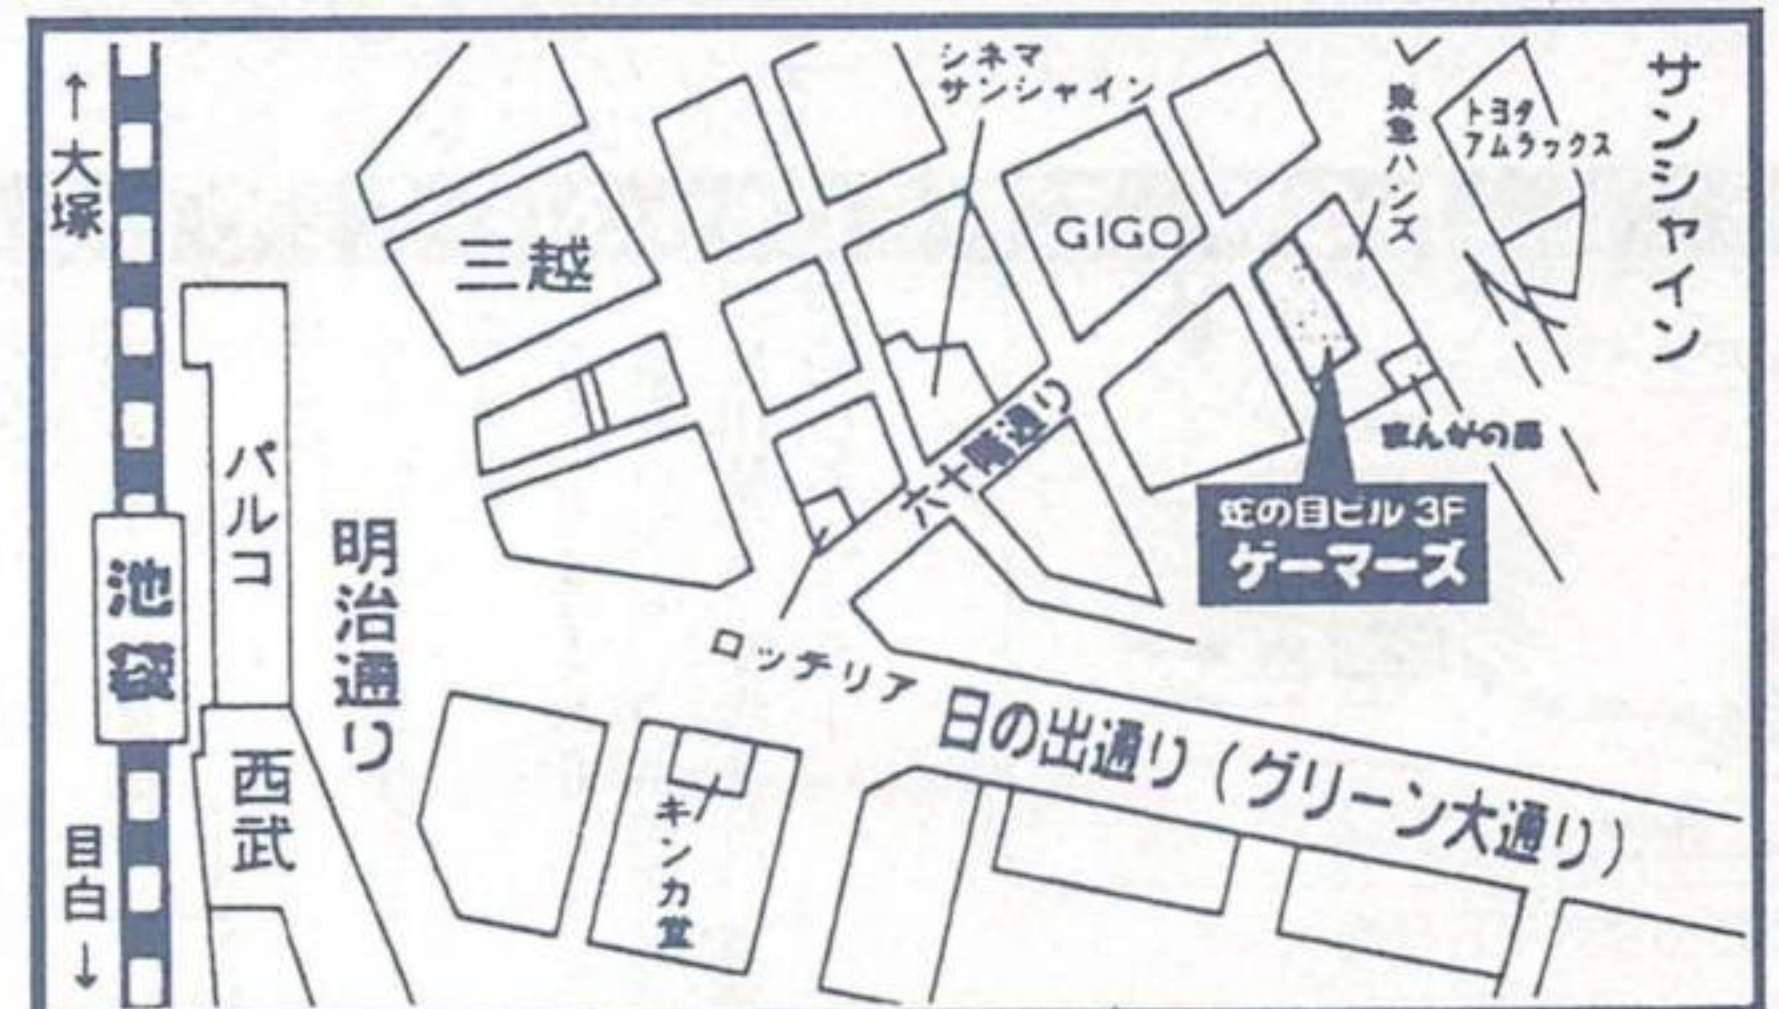 ↑大塚
シネマ
サンシャイン
東急ハンズ
トヨタ
アムラックス
サンシャイン
GIGO
三越
パルコ
六十階通り
まんがの森
蛇の目ビル 3F
ゲーマーズ
明治通り
池袋
ロッテリア
日の出通り(グリーン大通り)
西武
キンカ堂
目白↓